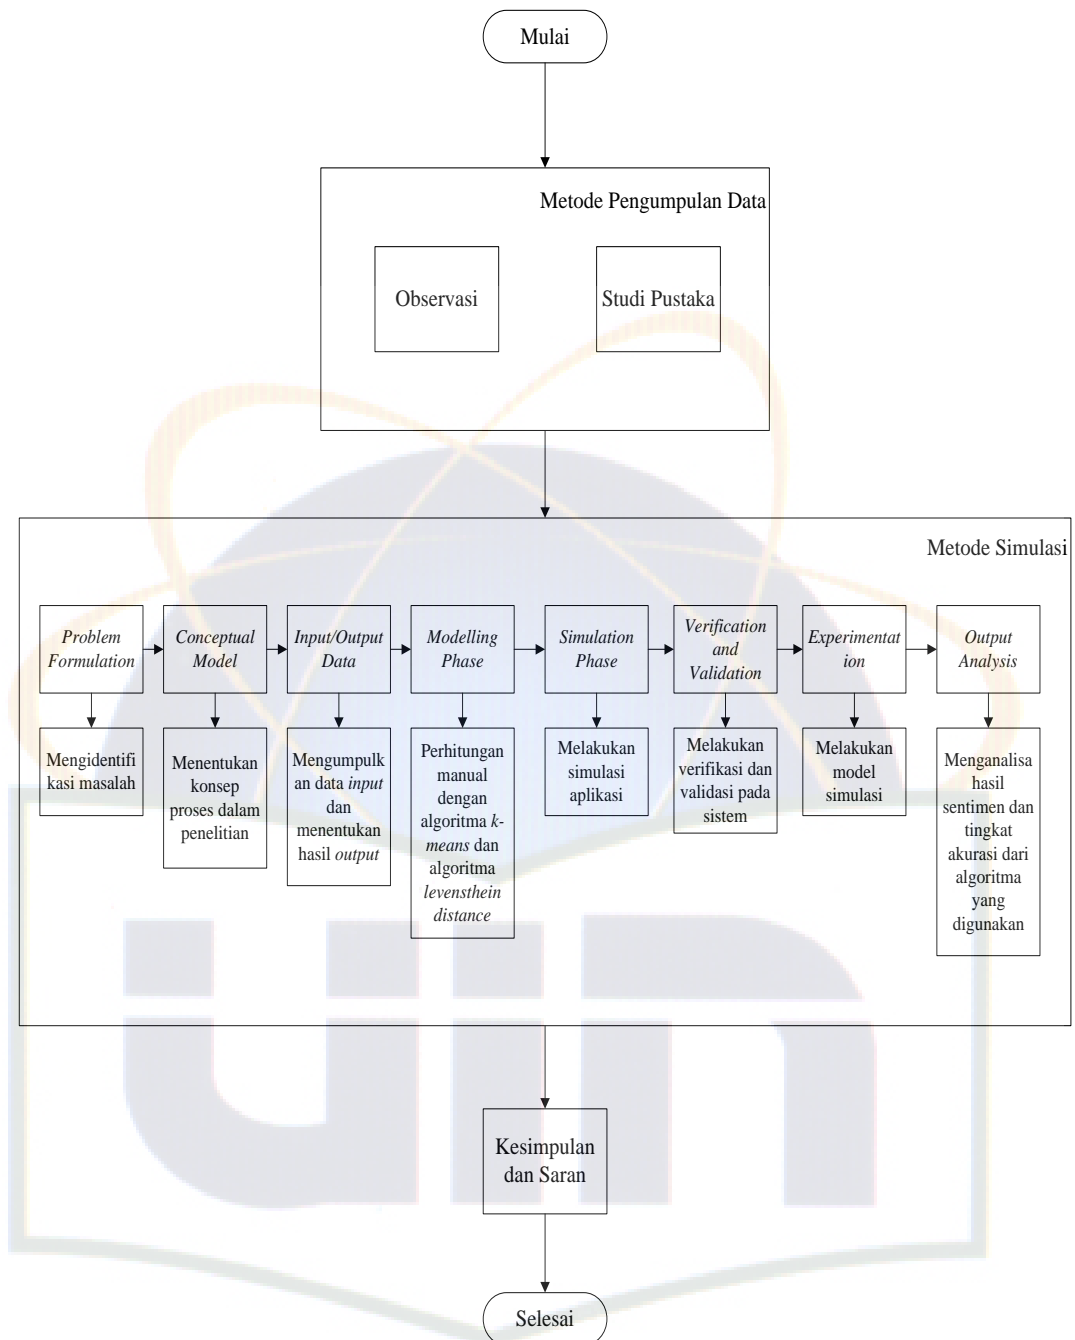 Mulai
Metode Pengumpulan Data
Observasi
Studi Pustaka
Metode Simulasi
Problem
Formulation
Conceptual
Model
Input/Output
Data
Modelling
Phase
Simulation
Phase
Verification
and
Validation
Experimentat
ion
Output
Analysis
Mengidentifi
kasi masalah
Menentukan
konsep
proses dalam
penelitian
Mengumpulk
an data input
dan
menentukan
hasil output
Perhitungan
manual
dengan
algoritma k-
means dan
algoritma
levensthein
distance
Melakukan
simulasi
aplikasi
Melakukan
verifikasi dan
validasi pada
sistem
Melakukan
model
simulasi
Menganalisa
hasil
sentimen dan
tingkat
akurasi dari
algoritma
yang
digunakan
uin
Kesimpulan
dan Saran
Selesai